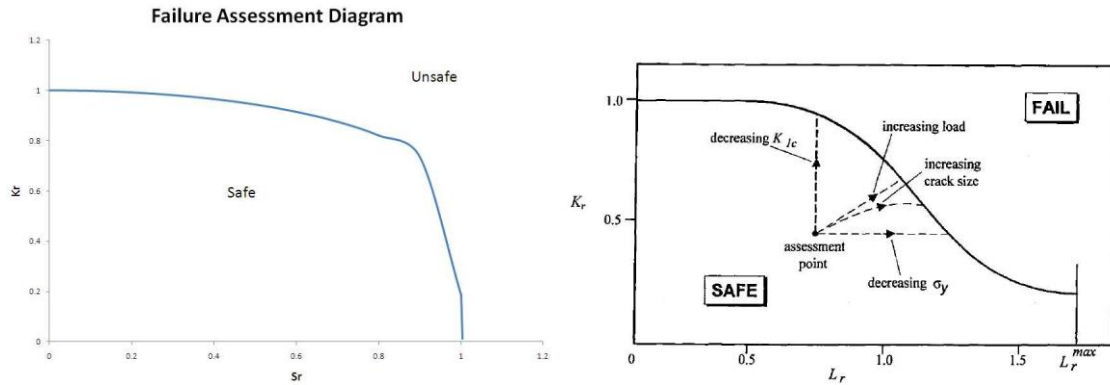 Failure Assessment Diagram
1.2
1
0.8
0.6
0.4
0.2
0
Kr
Unsafe
Safe
0
0.2
0.4
0.6
0.8
1
1.2
Sr
FAIL
1.0
increasing load
decreasing K1c
increasing
crack size
Kr
0.5
assessment
point
decreasing σy
SAFE
0
0.5
1.0
1.5
Lr max
Lr